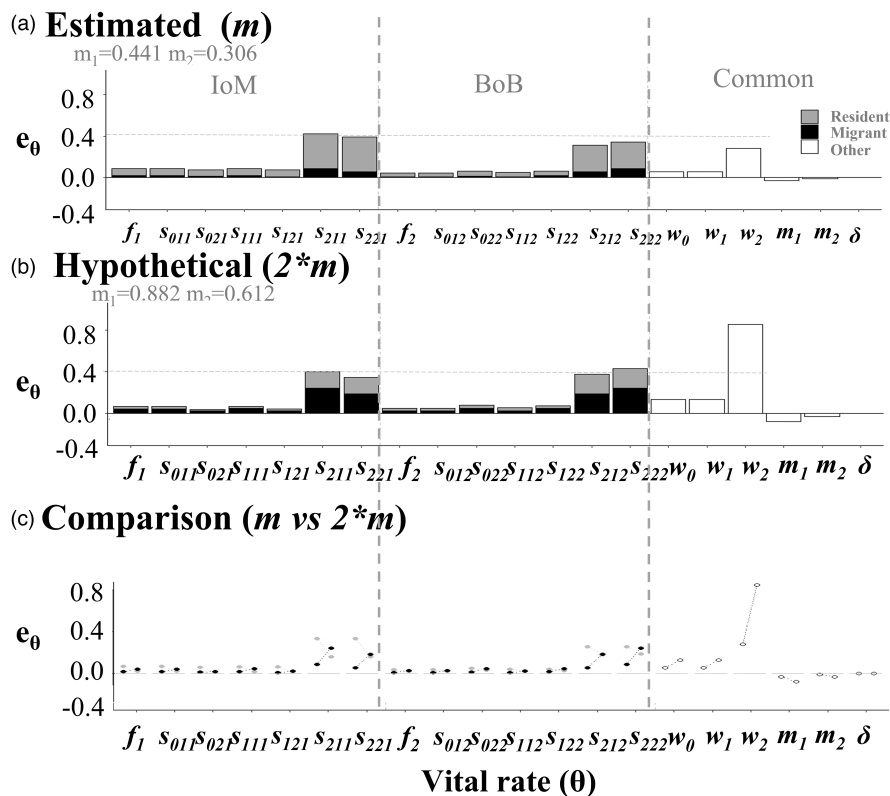 (a) Estimated (m)
m1=0.441 m2=0.306
IoM BoB Common
0.8
0.4
eθ
0.0
-0.4
Resident
Migrant
Other
f1 s011 s021 s111 s121 s211 s221 f2 s012 s022 s112 s122 s212 s222 w0 w1 w2 m1 m2 δ
(b) Hypothetical (2*m)
m1=0.882 m2=0.612
0.8
0.4
eθ
0.0
-0.4
f1 s011 s021 s111 s121 s211 s221 f2 s012 s022 s112 s122 s212 s222 w0 w1 w2 m1 m2 δ
(c) Comparison (m vs 2*m)
0.8
0.4
eθ
0.0
-0.4
f1 s011 s021 s111 s121 s211 s221 f2 s012 s022 s112 s122 s212 s222 w0 w1 w2 m1 m2 δ
Vital rate (θ)